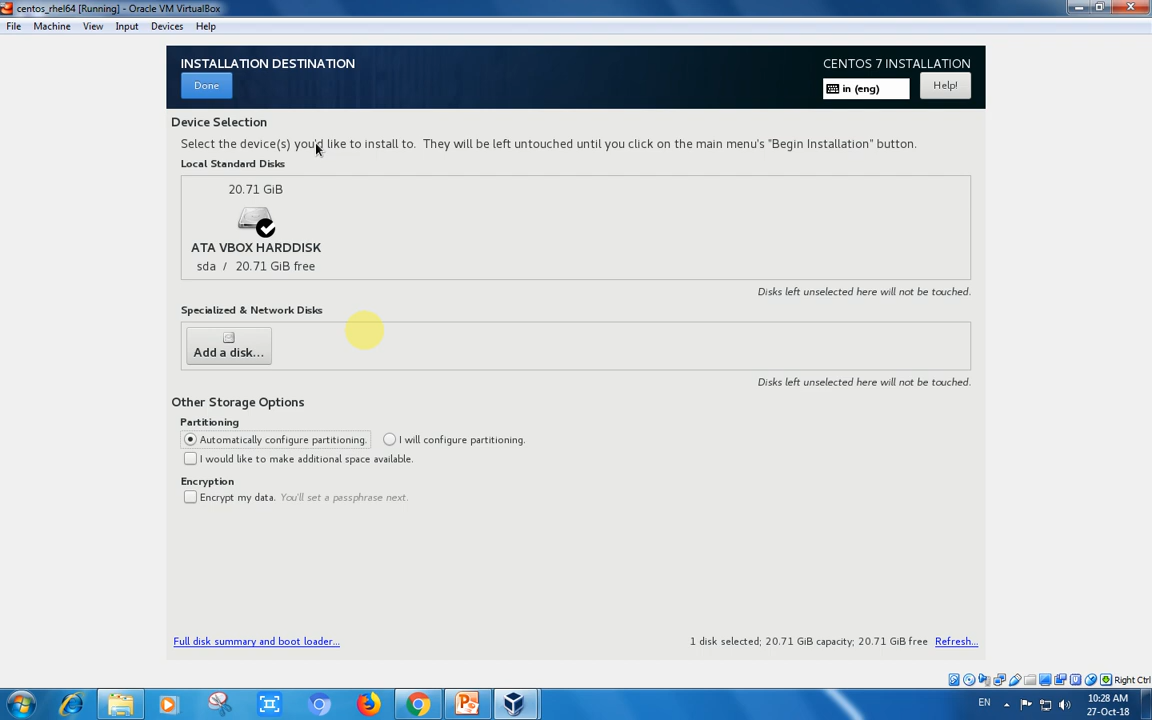 centos_rhel64 [Running] - Oracle VM VirtualBox
File Machine View Input Devices Help
INSTALLATION DESTINATION
CENTOS 7 INSTALLATION
Done
in (eng)
Help!
Device Selection
Select the device(s) you'd like to install to. They will be left untouched until you click on the main menu's "Begin Installation" button.
Local Standard Disks
20.71 GiB
ATA VBOX HARDDISK
sda / 20.71 GiB free
Disks left unselected here will not be touched.
Specialized & Network Disks
Add a disk...
Disks left unselected here will not be touched.
Other Storage Options
Partitioning
Automatically configure partitioning. I will configure partitioning.
I would like to make additional space available.
Encryption
Encrypt my data. You'll set a passphrase next.
Full disk summary and boot loader...
1 disk selected; 20.71 GiB capacity; 20.71 GiB free Refresh...
Right Ctrl
EN
10:28 AM
27-Oct-18